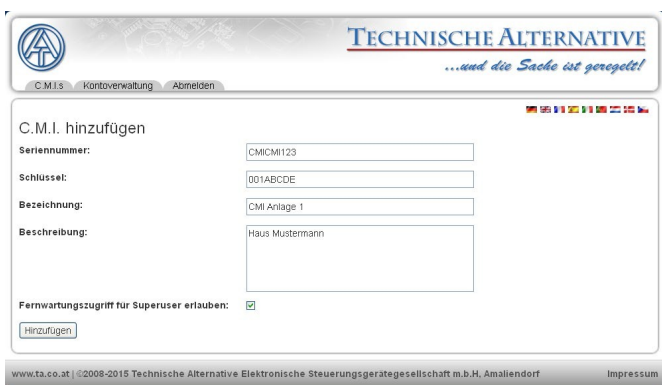 TECHNISCHE ALTERNATIVE
...und die Sache ist geregelt!
C.M.I.s Kontoverwaltung Abmelden
C.M.I. hinzufügen
Seriennummer: CMICMI123
Schlüssel: 001ABCDE
Bezeichnung: CMI Anlage 1
Beschreibung: Haus Mustermann
Fernwartungszugriff für Superuser erlauben:
Hinzufügen
www.ta.co.at | ©2008-2015 Technische Alternative Elektronische Steuerungsgerätegesellschaft m.b.H. Amaliendorf Impressum